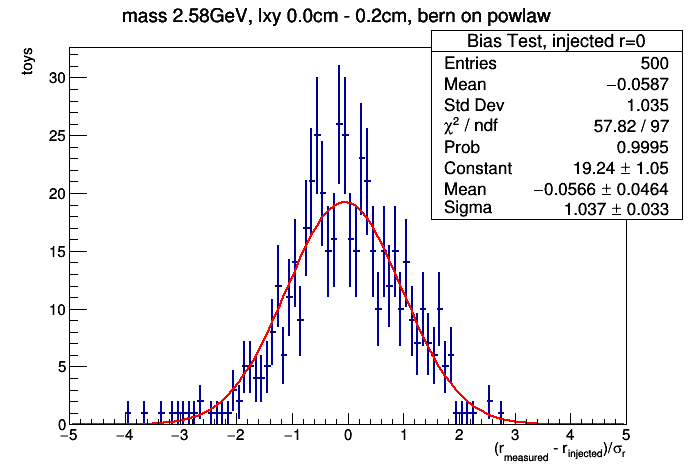 mass 2.58GeV, lxy 0.0cm - 0.2cm, bern on powlaw
Bias Test, injected r=0
Entries 500
Mean −0.0587
Std Dev 1.035
χ² / ndf 57.82 / 97
Prob 0.9995
Constant 19.24 ± 1.05
Mean −0.0566 ± 0.0464
Sigma 1.037 ± 0.033
toys
30
25
20
15
10
5
0
−5 −4 −3 −2 −1 0 1 2 3 4 5
(r_measured - r_injected)/σ_r